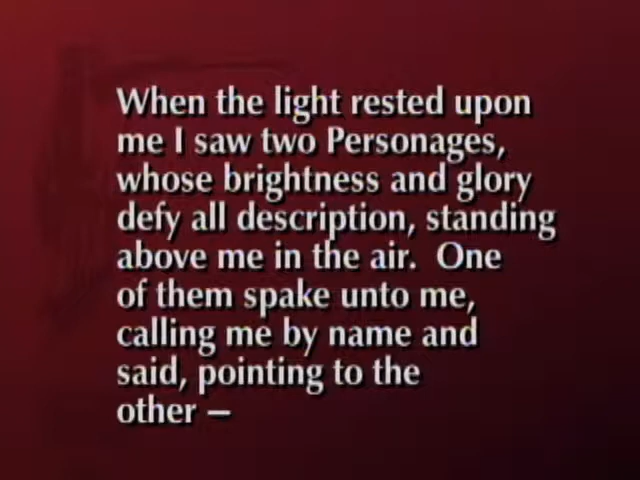 When the light rested upon
me I saw two Personages,
whose brightness and glory
defy all description, standing
above me in the air.  One
of them spake unto me,
calling me by name and
said, pointing to the
other —